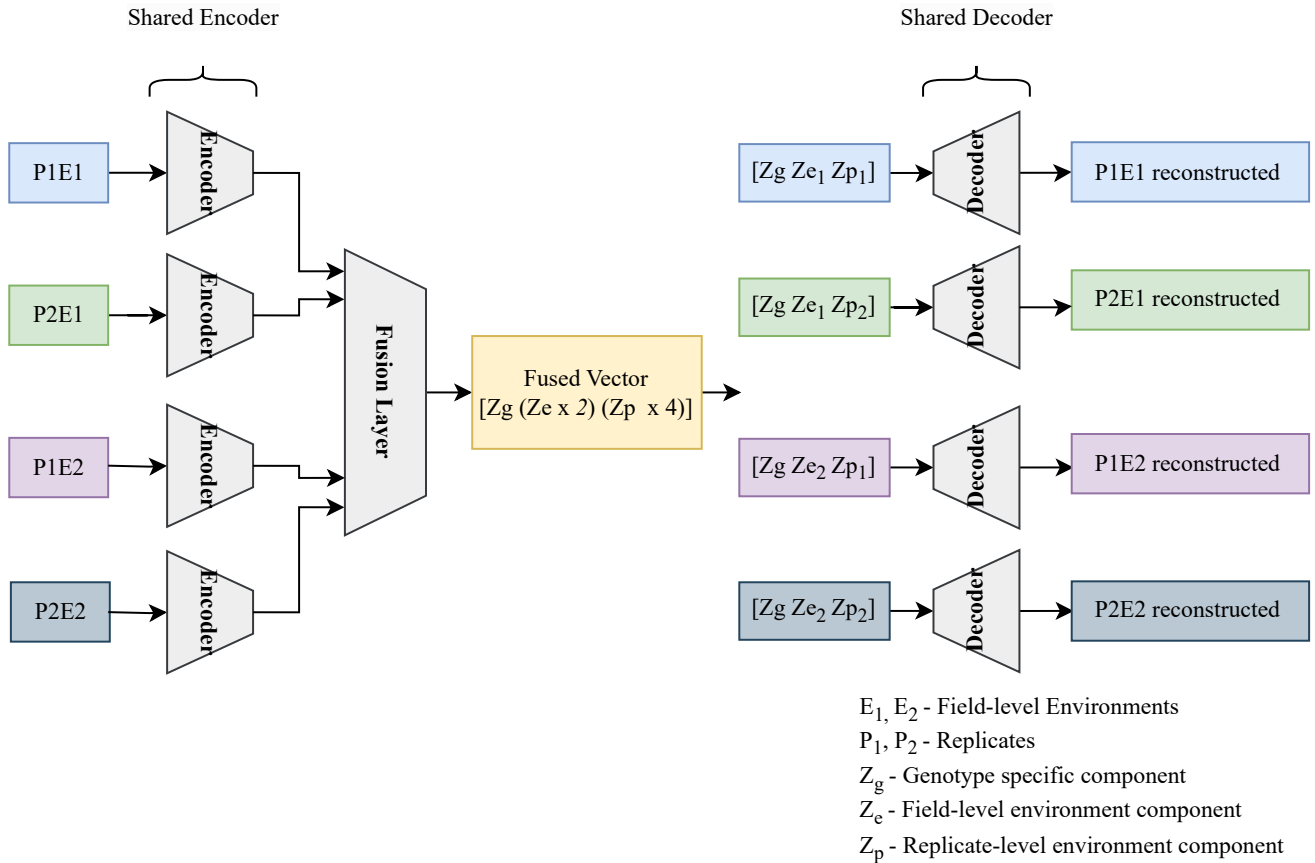 Shared Encoder
Shared Decoder
P1E1
Encoder
[Zg Ze1 Zp1]
Decoder
P1E1 reconstructed
P2E1
Encoder
[Zg Ze1 Zp2]
Decoder
P2E1 reconstructed
Fusion Layer
Fused Vector
[Zg (Ze x 2) (Zp x 4)]
P1E2
Encoder
[Zg Ze2 Zp1]
Decoder
P1E2 reconstructed
P2E2
Encoder
[Zg Ze2 Zp2]
Decoder
P2E2 reconstructed
E1, E2 - Field-level Environments
P1, P2 - Replicates
Zg - Genotype specific component
Ze - Field-level environment component
Zp - Replicate-level environment component